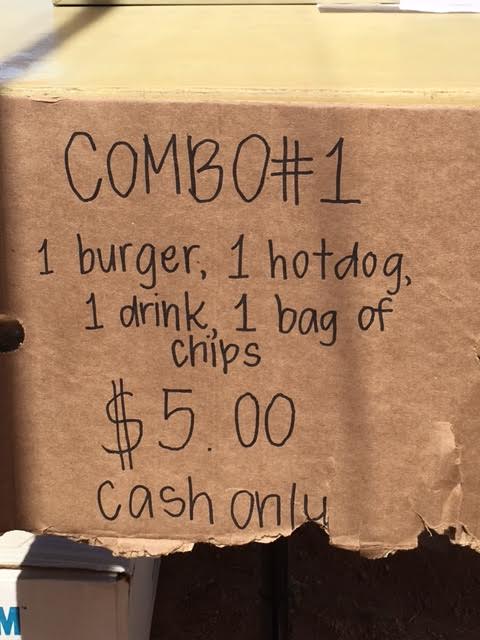 COMBO#1
1 burger, 1 hotdog,
1 drink, 1 bag of
chips
$5.00
cash only
M